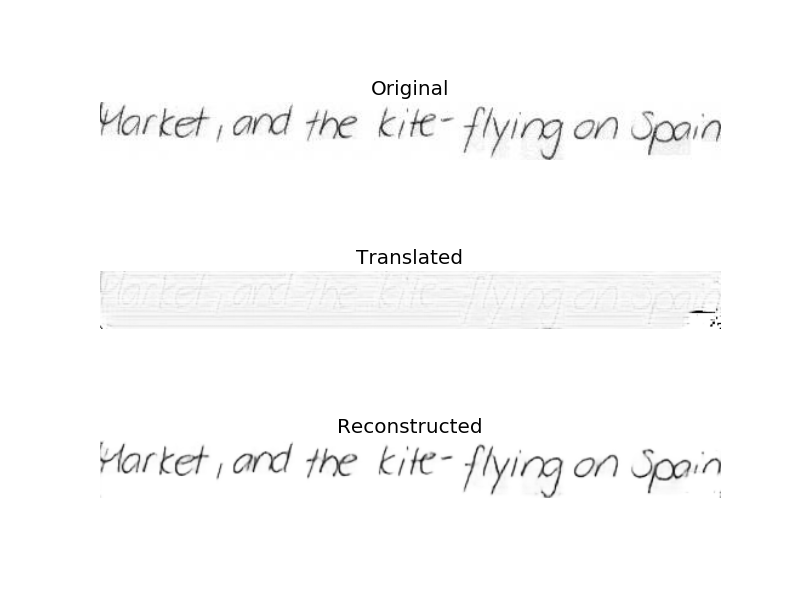 Original
Market, and the kite- flying on Spain
Translated
Market, and the kite- flying on Spain
Reconstructed
Market, and the kite- flying on Spain